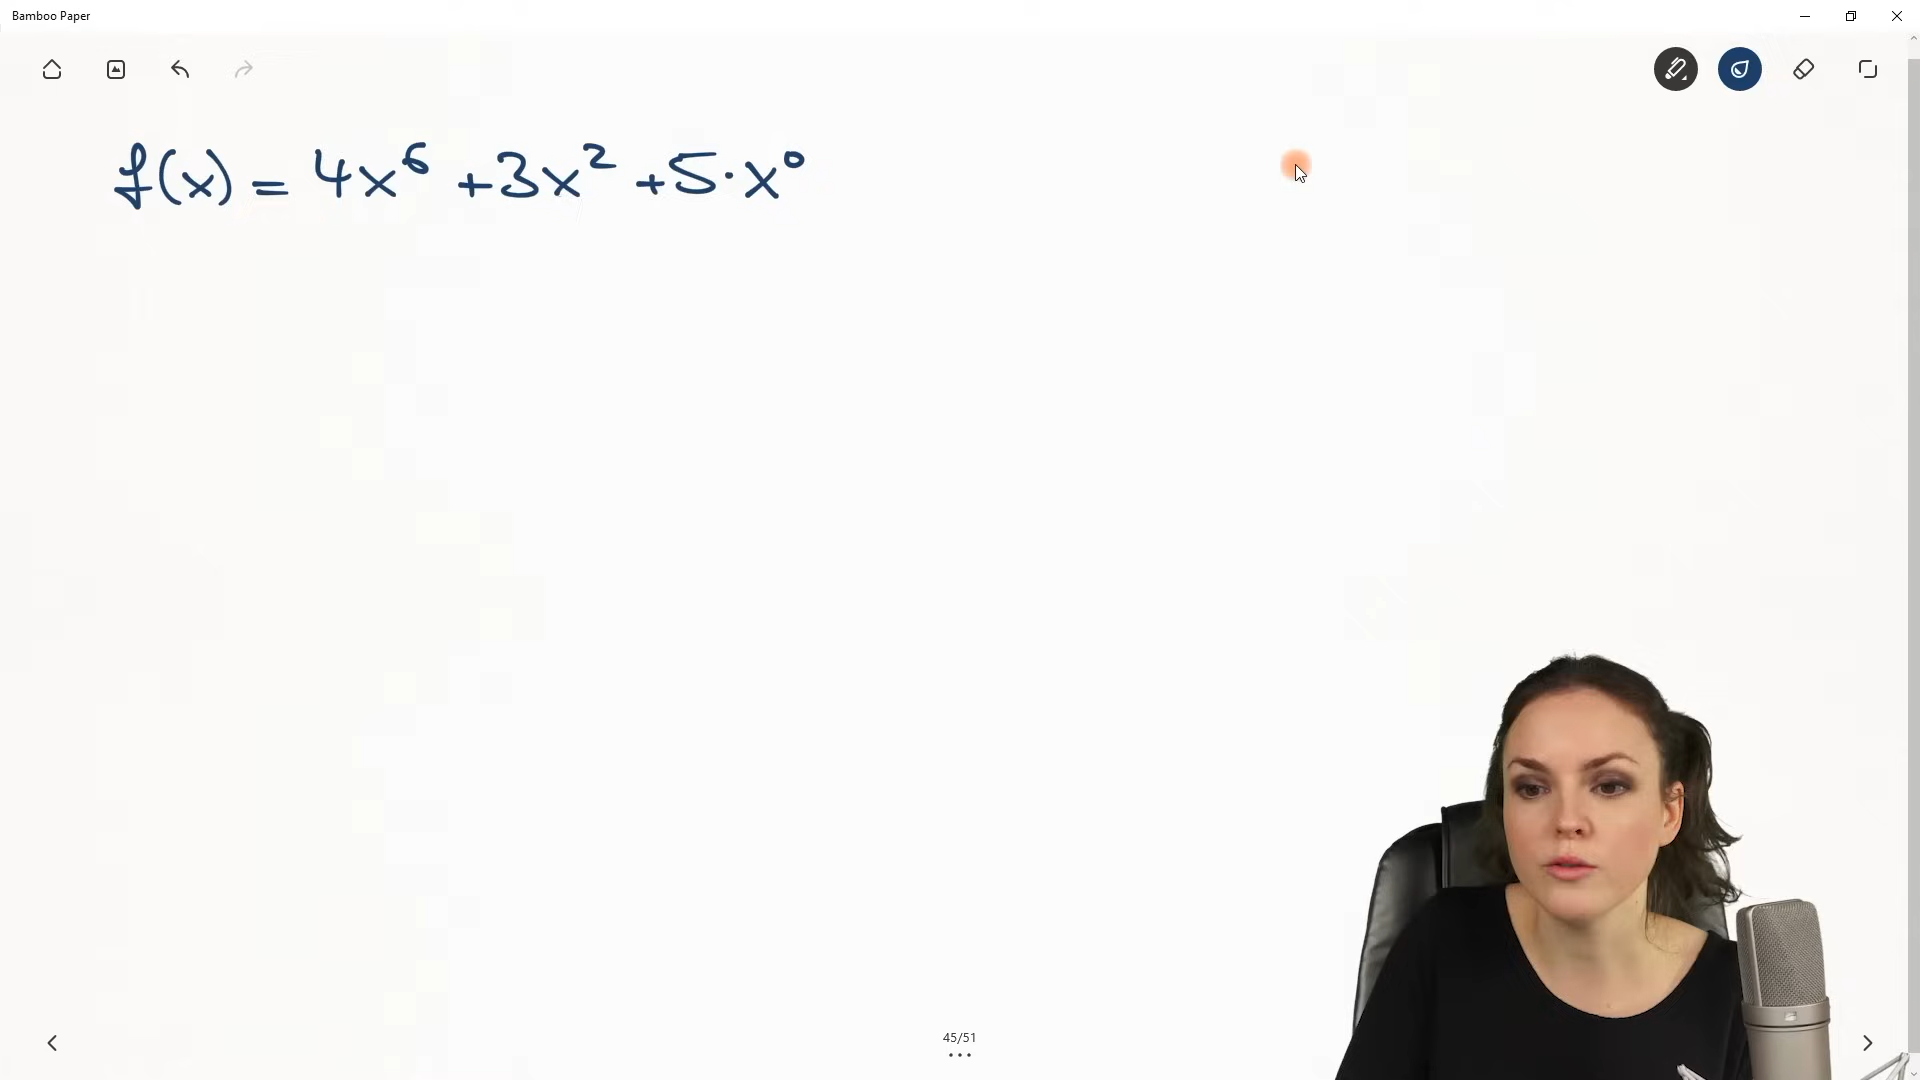 Bamboo Paper
f(x) = 4x⁶ +3x² +5·x⁰
45/51